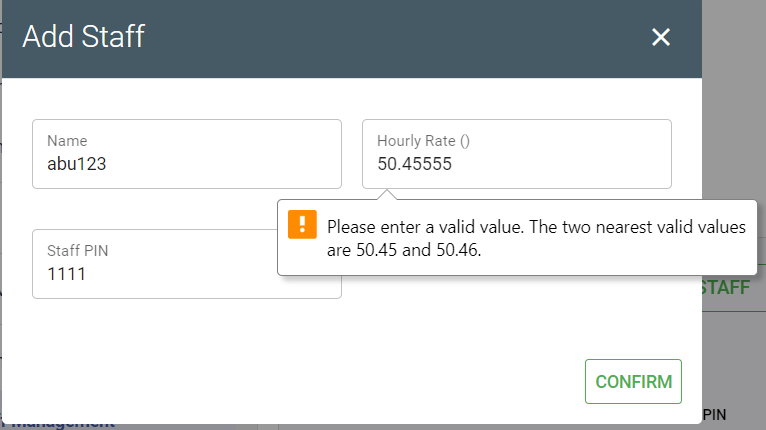 Add Staff
Name
abu123
Hourly Rate ()
50.45555
Please enter a valid value. The two nearest valid values
are 50.45 and 50.46.
Staff PIN
1111
STAFF
CONFIRM
PIN
Management